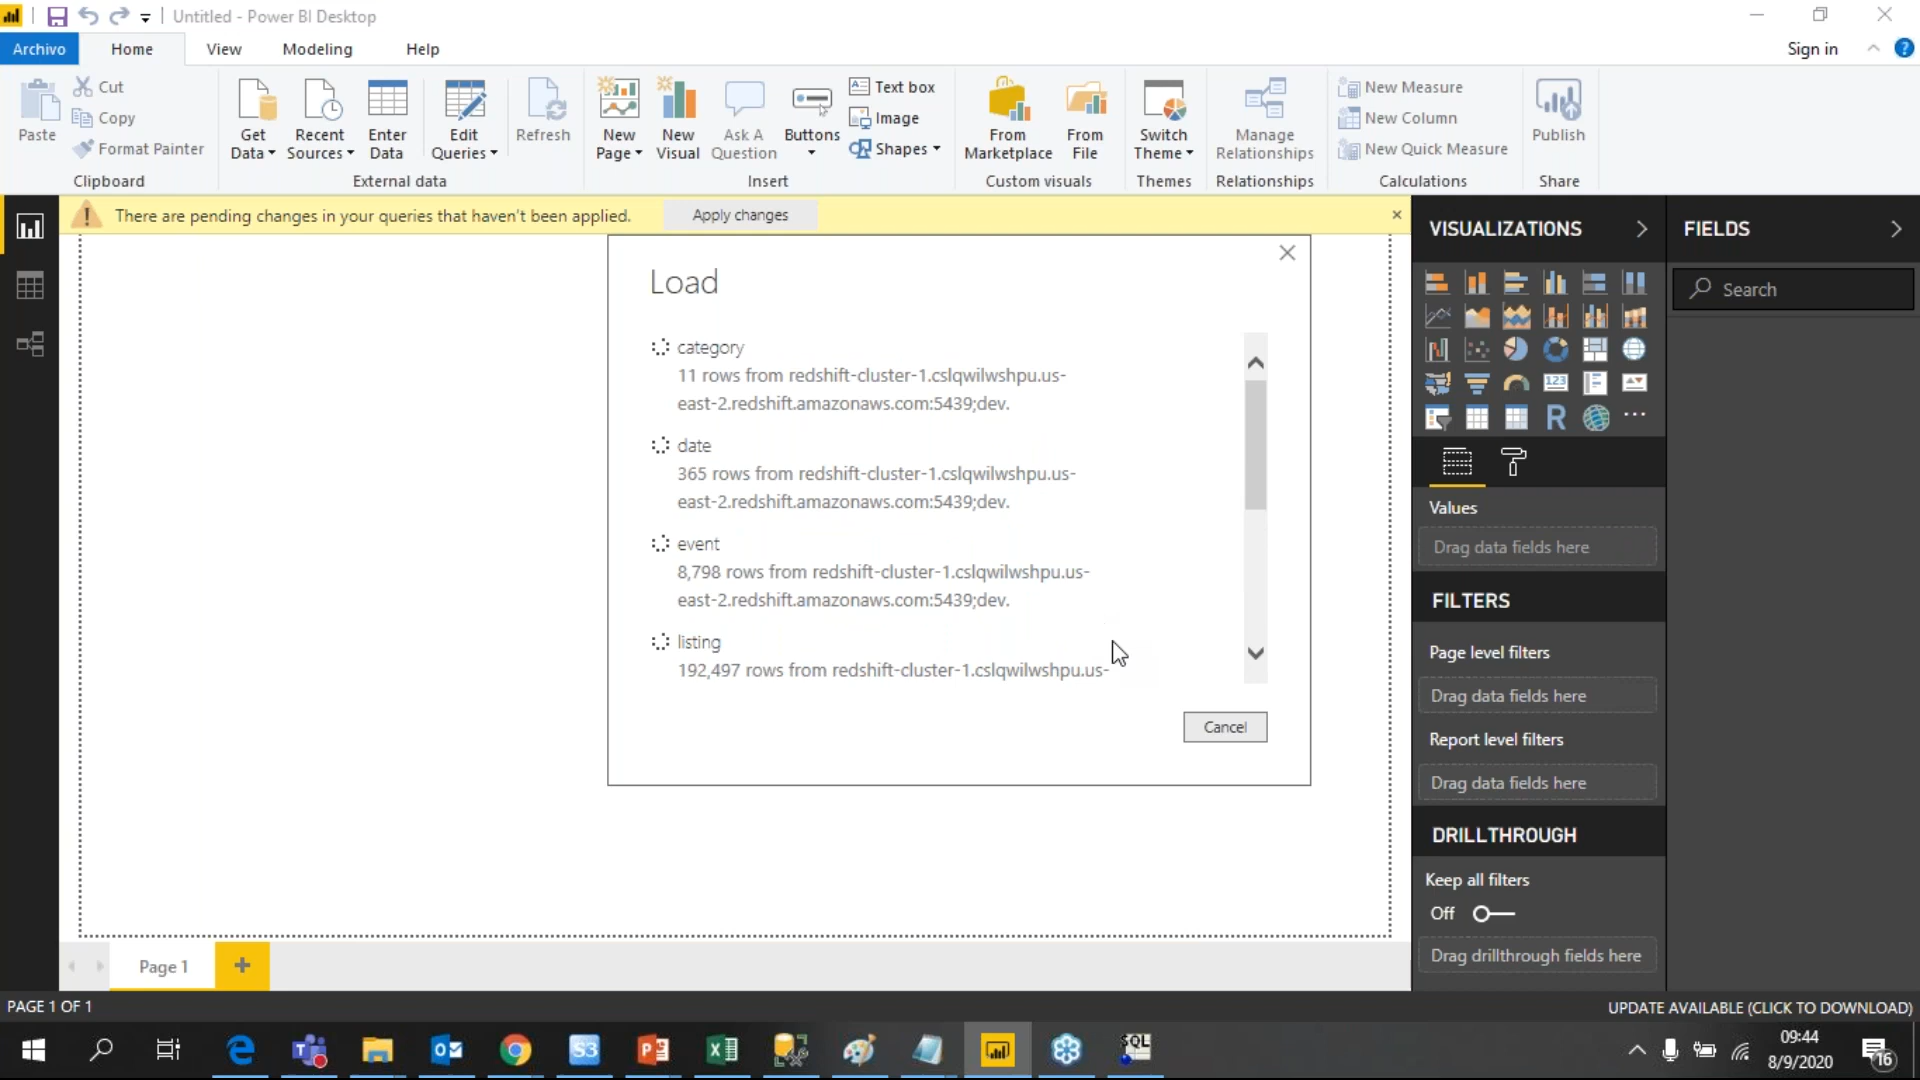 Untitled - Power BI Desktop
Archivo
Home
View
Modeling
Help
Sign in
Paste
Cut
Copy
Format Painter
Clipboard
Get Data
Recent Sources
Enter Data
Edit Queries
Refresh
External data
New Page
New Visual
Ask A Question
Buttons
Text box
Image
Shapes
Insert
From Marketplace
From File
Custom visuals
Switch Theme
Themes
Manage Relationships
Relationships
New Measure
New Column
New Quick Measure
Calculations
Publish
Share
There are pending changes in your queries that haven't been applied.
Apply changes
Load
category
11 rows from redshift-cluster-1.cslqwilwshpu.us-
east-2.redshift.amazonaws.com:5439;dev.
date
365 rows from redshift-cluster-1.cslqwilwshpu.us-
east-2.redshift.amazonaws.com:5439;dev.
event
8,798 rows from redshift-cluster-1.cslqwilwshpu.us-
east-2.redshift.amazonaws.com:5439;dev.
listing
192,497 rows from redshift-cluster-1.cslqwilwshpu.us-
Cancel
VISUALIZATIONS
123
R
Values
Drag data fields here
FILTERS
Page level filters
Drag data fields here
Report level filters
Drag data fields here
DRILLTHROUGH
Keep all filters
Off
Drag drillthrough fields here
FIELDS
Search
Page 1
PAGE 1 OF 1
UPDATE AVAILABLE (CLICK TO DOWNLOAD)
S3
SQL
09:44
8/9/2020
16